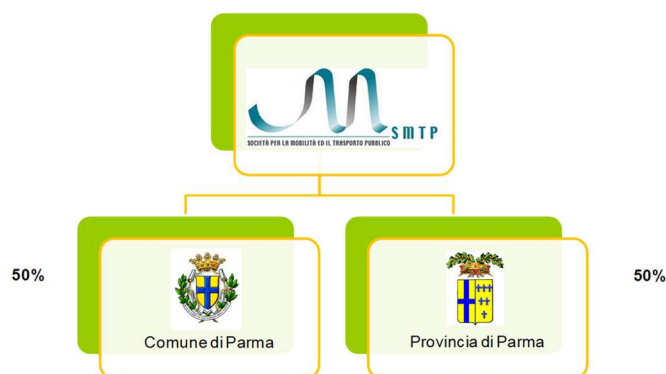 SMTP
SOCIETÀ PER LA MOBILITÀ ED IL TRASPORTO PUBBLICO
50%
50%
Comune di Parma
Provincia di Parma